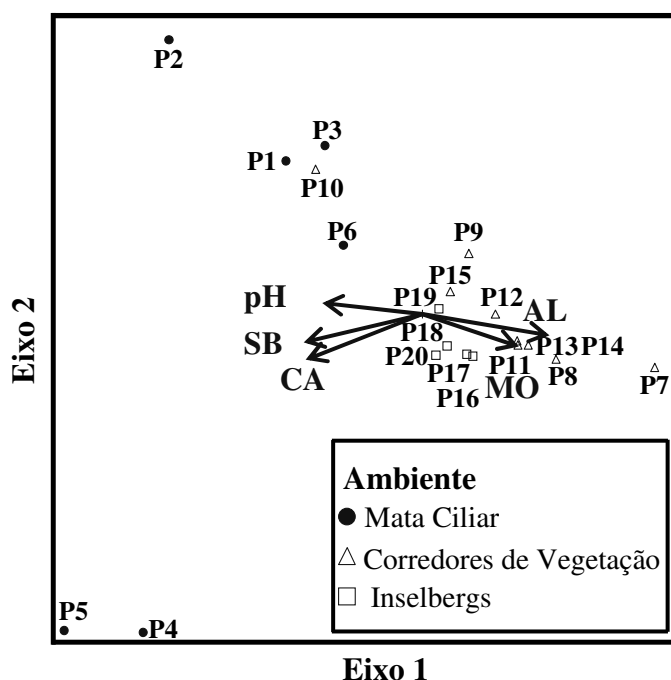 P2
P3
P1
P10
P6
P9
P15
pH
P19
P12
AL
SB
P18
P13 P14
CA
P20
P11
P17
MO
P8
P7
P16
Eixo 2
Ambiente
Mata Ciliar
Corredores de Vegetação
Inselbergs
P5
P4
Eixo 1